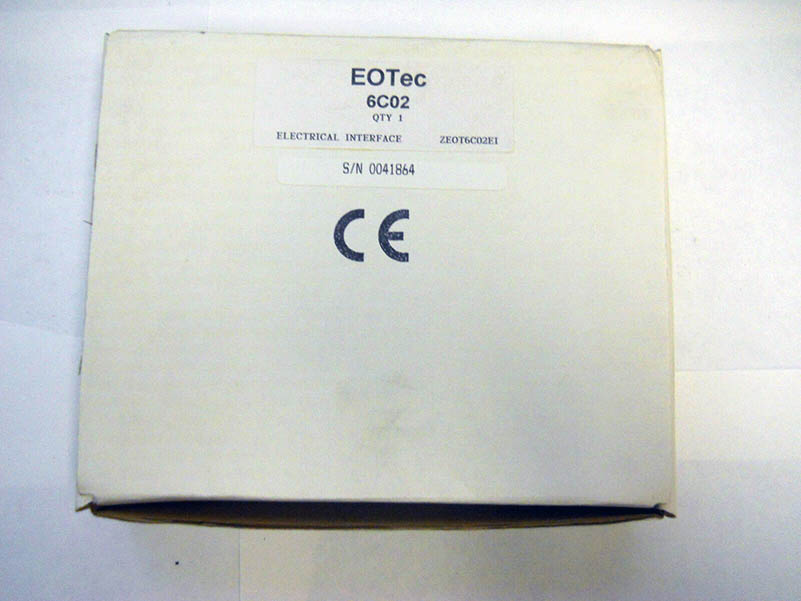 EOTec
6C02
QTY 1
ELECTRICAL INTERFACE ZEOT6C02EI
S/N 0041864
CE